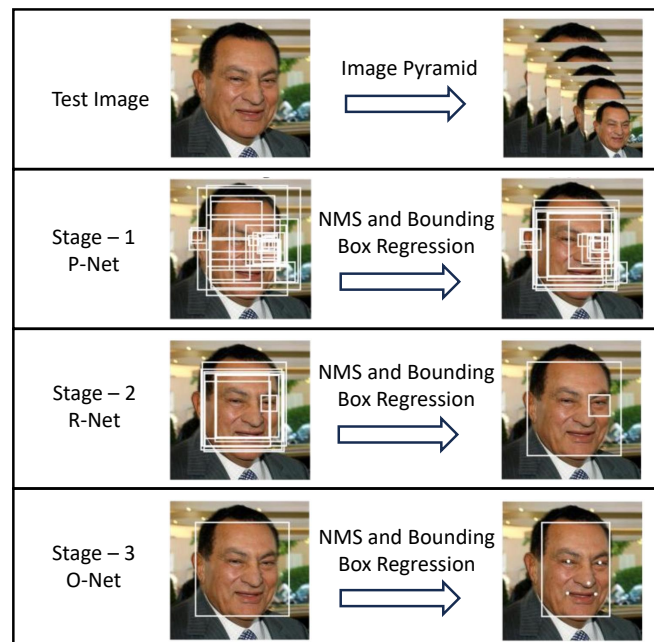 Test Image
Image Pyramid
Stage – 1
P-Net
NMS and Bounding
Box Regression
Stage – 2
R-Net
NMS and Bounding
Box Regression
Stage – 3
O-Net
NMS and Bounding
Box Regression